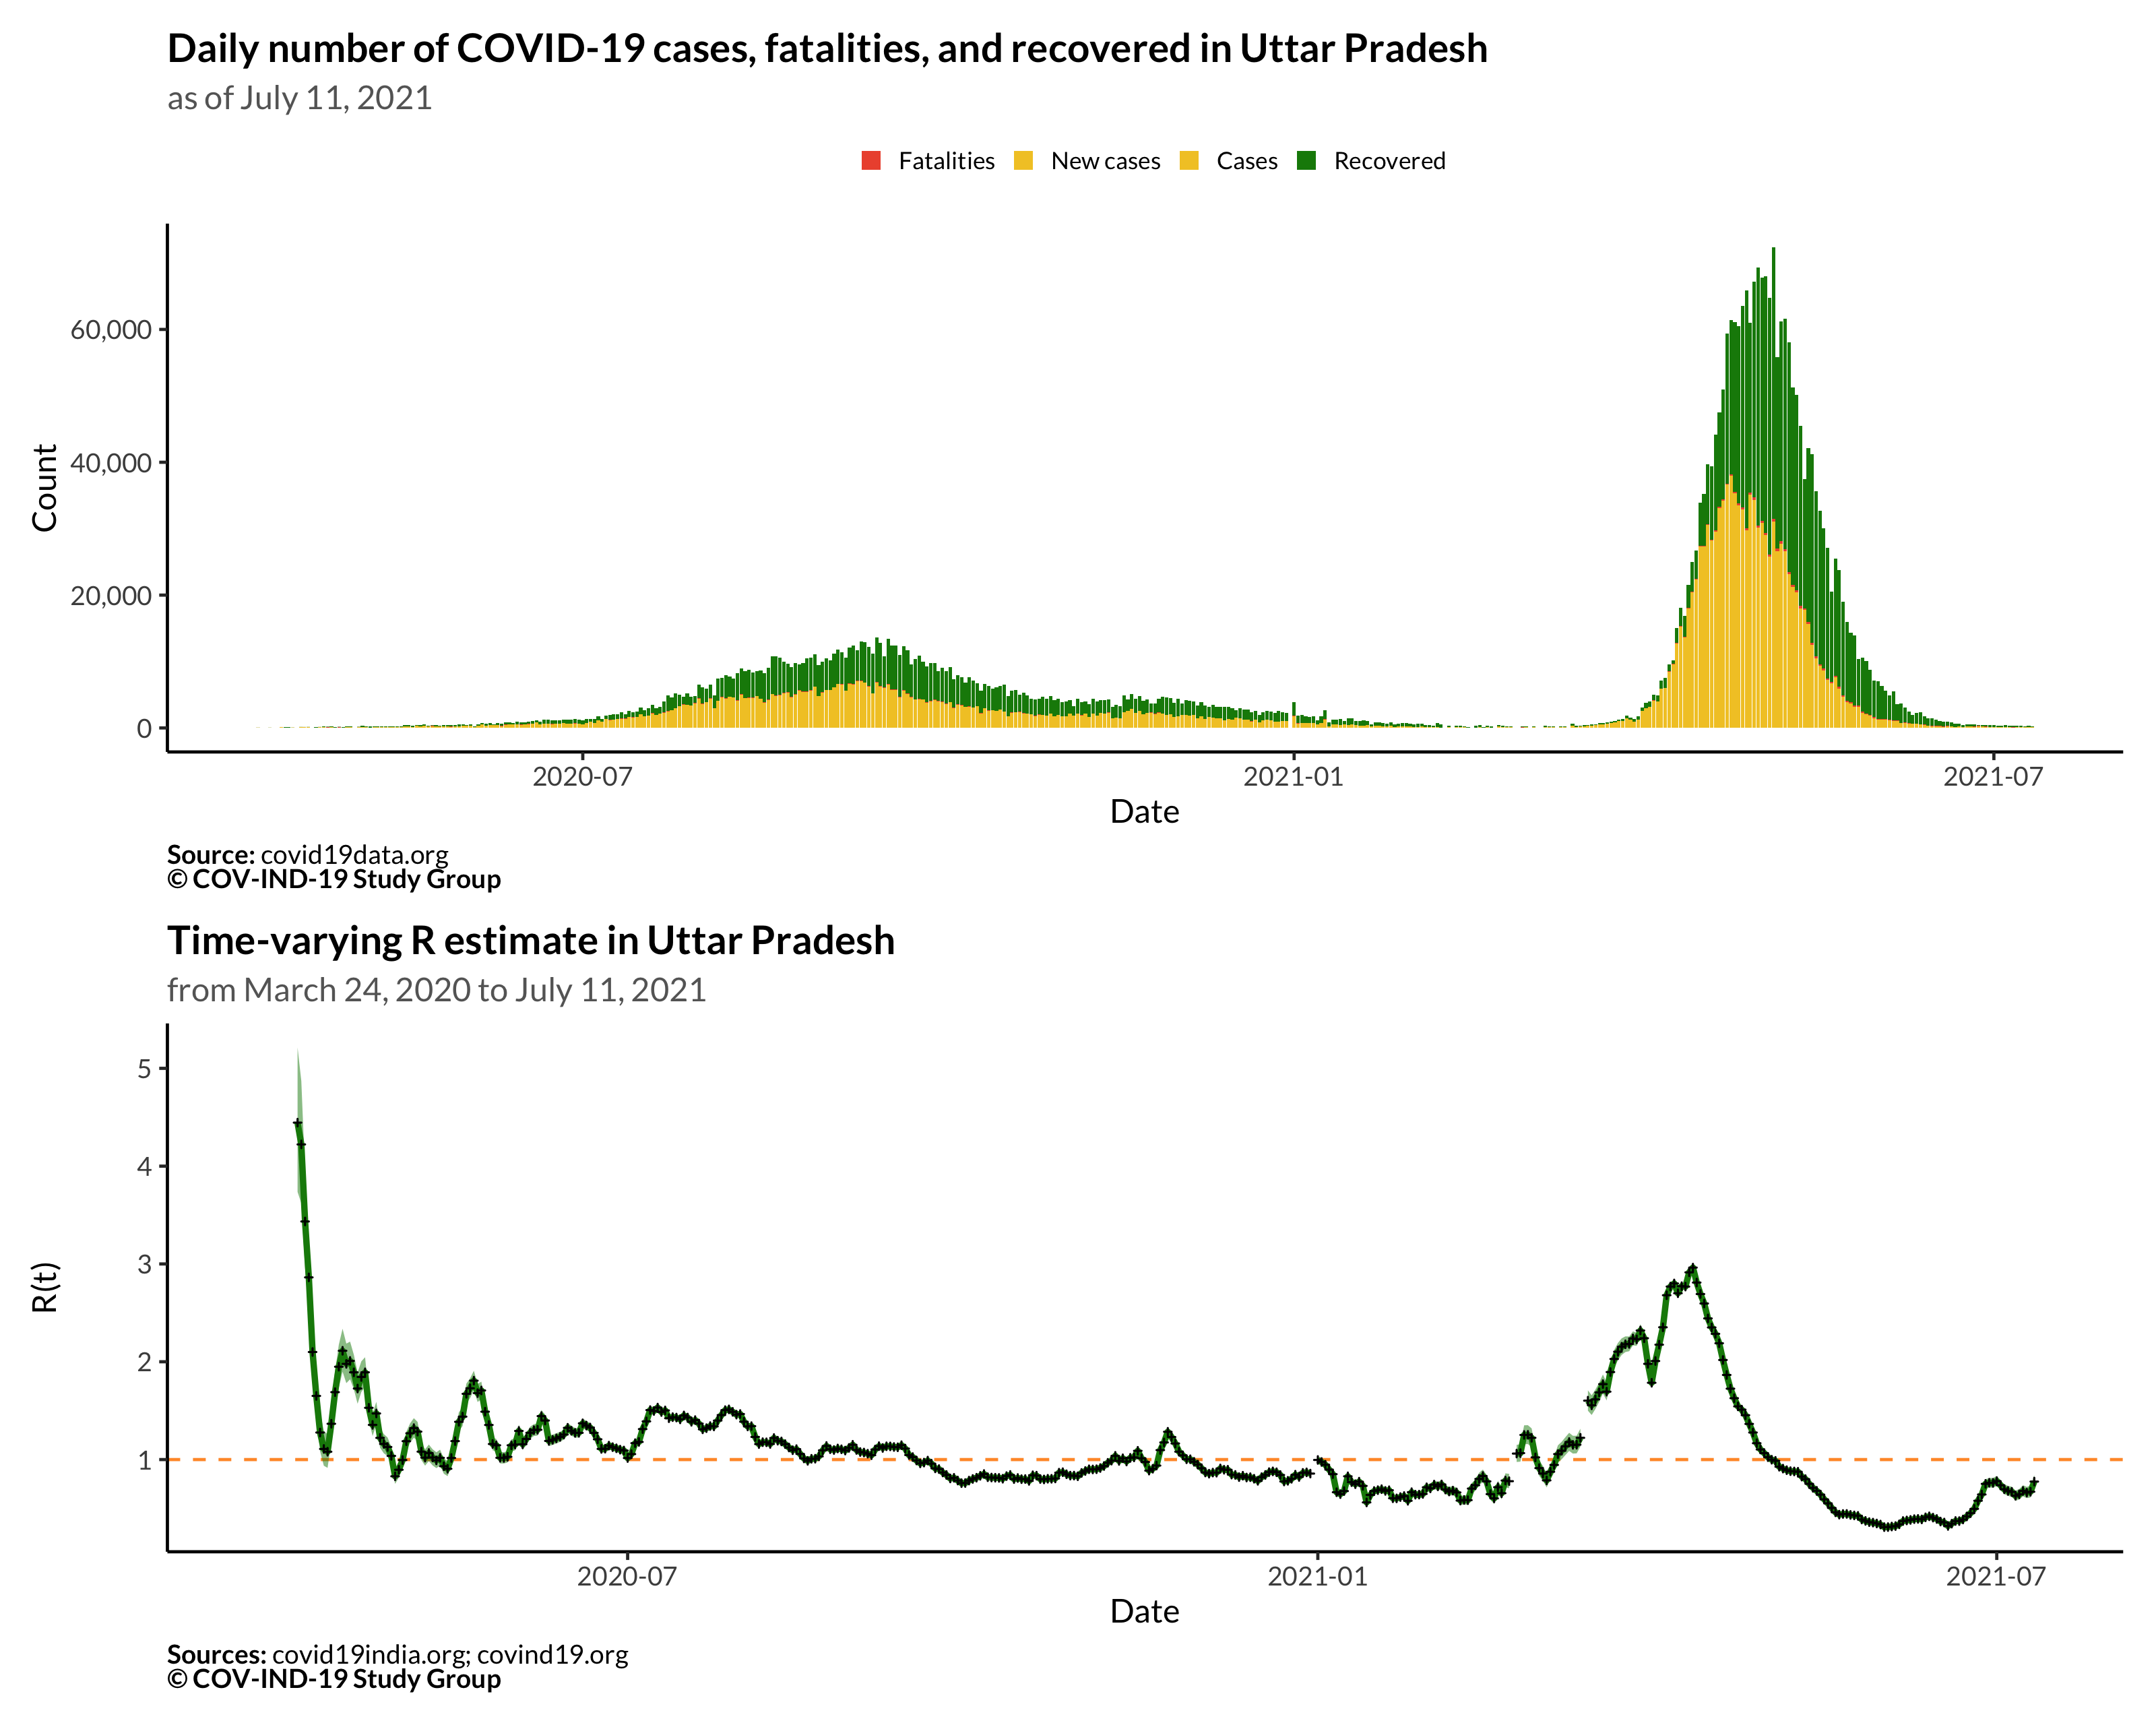 Daily number of COVID-19 cases, fatalities, and recovered in Uttar Pradesh
as of July 11, 2021
Fatalities New cases Cases Recovered
Count
60,000
40,000
20,000
0
2020-07 2021-01 2021-07
Date
Source: covid19data.org
© COV-IND-19 Study Group
Time-varying R estimate in Uttar Pradesh
from March 24, 2020 to July 11, 2021
R(t)
5
4
3
2
1
2020-07 2021-01 2021-07
Date
Sources: covid19india.org; covind19.org
© COV-IND-19 Study Group